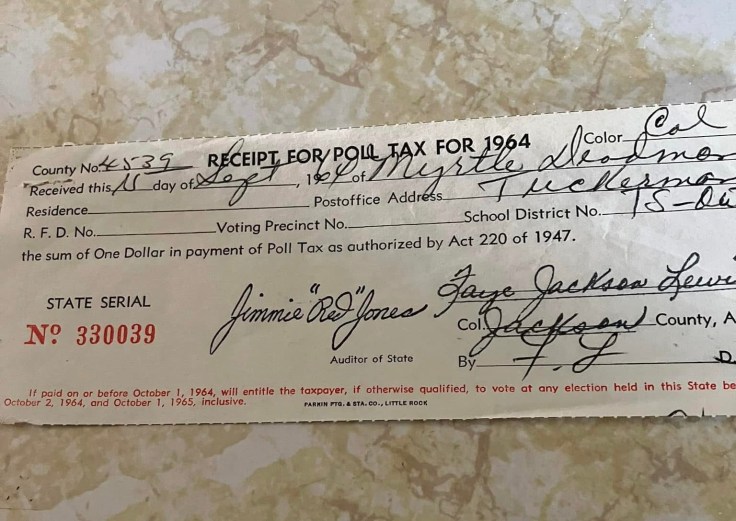 Color Col
County No. 4539 RECEIPT FOR POLL TAX FOR 1964
Received this 11 day of Sept, 1964 of Myrtle Deadmon
Residence Postoffice Address Tuckerman
R. F. D. No. Voting Precinct No. School District No. 15-
the sum of One Dollar in payment of Poll Tax as authorized by Act 220 of 1947.
STATE SERIAL
Nº 330039
Jimmie "Red" Jones
Auditor of State
Faye Jackson Lewi
Col. Jackson County, A
By F. L D
If paid on or before October 1, 1964, will entitle the taxpayer, if otherwise qualified, to vote at any election held in this State be
October 2, 1964, and October 1, 1965, inclusive. PARKIN PTG. & STA. CO., LITTLE ROCK